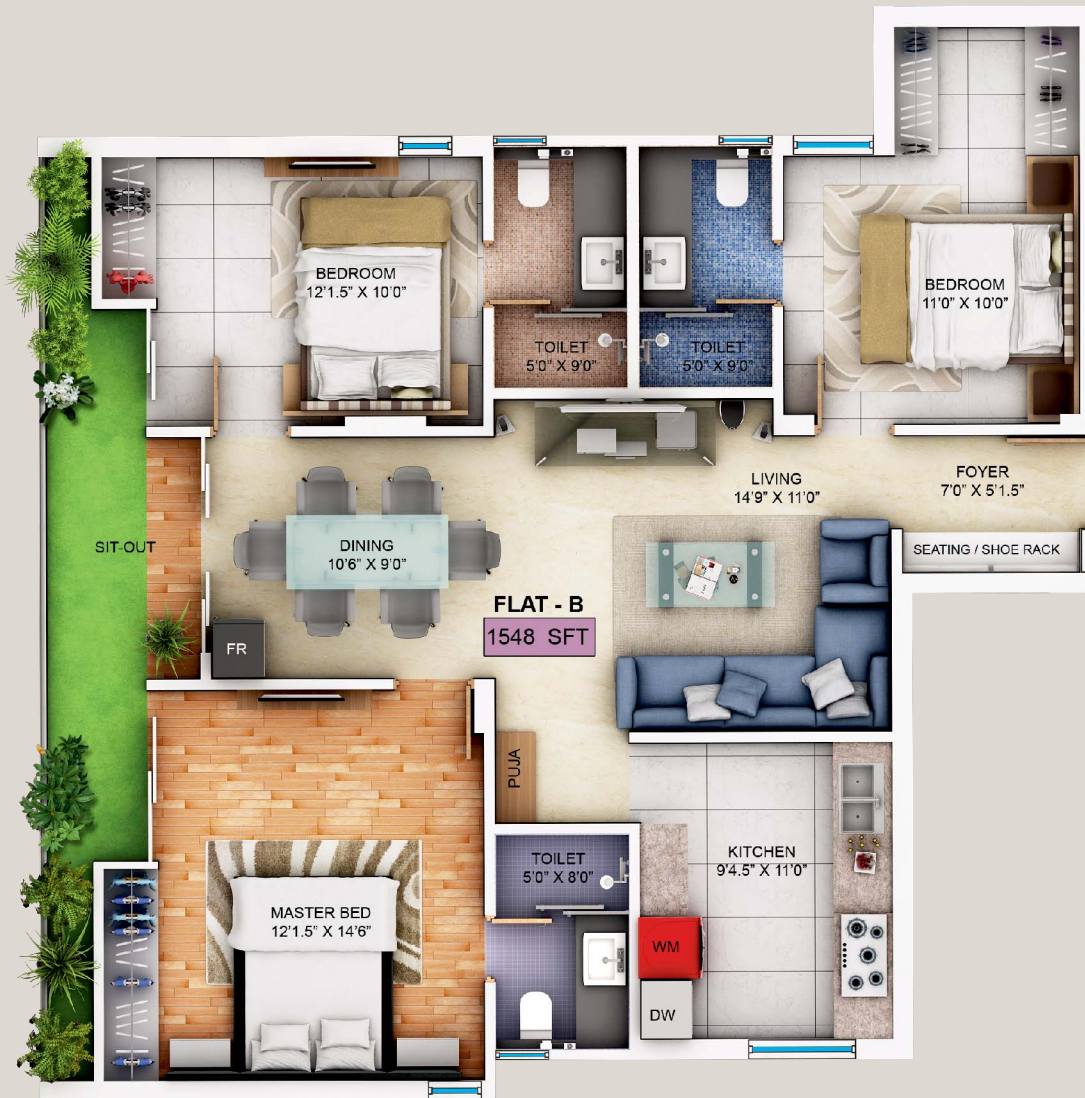 BEDROOM
12'1.5" X 10'0"
TOILET
5'0" X 9'0"
TOILET
5'0" X 9'0"
BEDROOM
11'0" X 10'0"
LIVING
14'9" X 11'0"
FOYER
7'0" X 5'1.5"
SEATING / SHOE RACK
SIT-OUT
DINING
10'6" X 9'0"
FLAT - B
1548 SFT
FR
PUJA
TOILET
5'0" X 8'0"
KITCHEN
9'4.5" X 11'0"
MASTER BED
12'1.5" X 14'6"
WM
DW